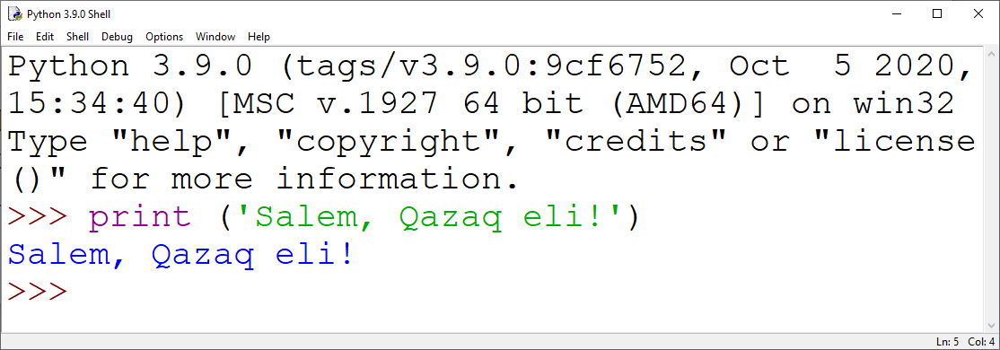 Python 3.9.0 Shell
File Edit Shell Debug Options Window Help
Python 3.9.0 (tags/v3.9.0:9cf6752, Oct  5 2020,
15:34:40) [MSC v.1927 64 bit (AMD64)] on win32
Type "help", "copyright", "credits" or "license
()" for more information.
>>> print ('Salem, Qazaq eli!')
Salem, Qazaq eli!
>>>
Ln: 5 Col: 4